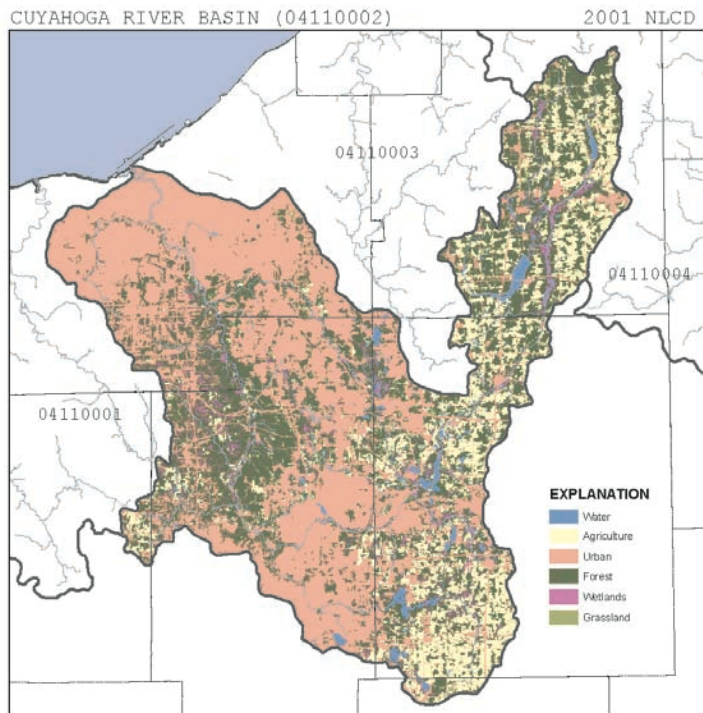 CUYAHOGA RIVER BASIN (04110002) 2001 NLCD
04110003
04110004
04110001
EXPLANATION
Water
Agriculture
Urban
Forest
Wetlands
Grassland